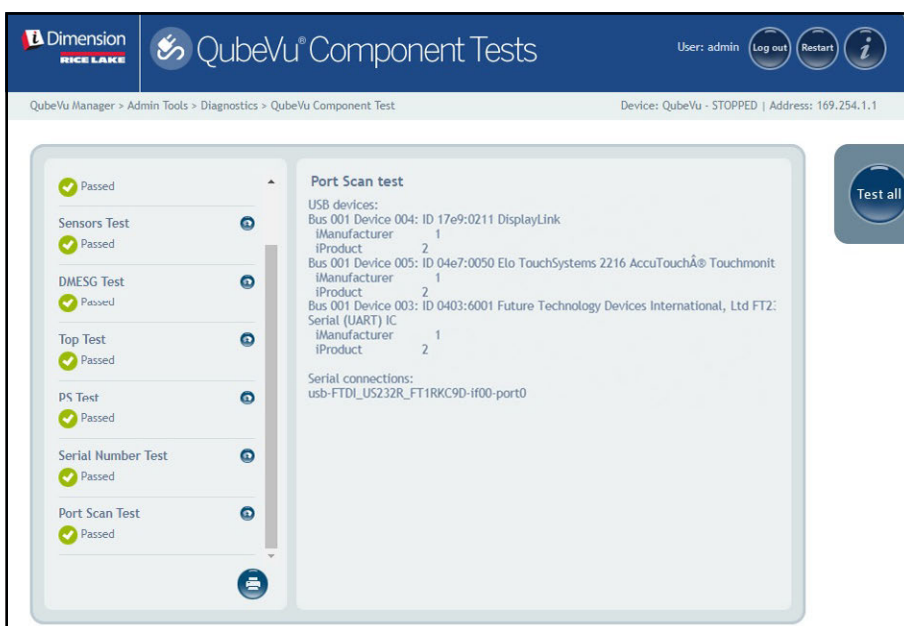 Dimension
RICE LAKE
QubeVu® Component Tests
User: admin
Log out
Restart
i
QubeVu Manager > Admin Tools > Diagnostics > QubeVu Component Test
Device: QubeVu - STOPPED | Address: 169.254.1.1
Passed
Sensors Test
Passed
DMESG Test
Passed
Top Test
Passed
PS Test
Passed
Serial Number Test
Passed
Port Scan Test
Passed
Port Scan test
USB devices:
Bus 001 Device 004: ID 17e9:0211 DisplayLink
iManufacturer 1
iProduct 2
Bus 001 Device 005: ID 04e7:0050 Elo TouchSystems 2216 AccuTouchÂ® Touchmonit
iManufacturer 1
iProduct 2
Bus 001 Device 003: ID 0403:6001 Future Technology Devices International, Ltd
Serial (UART) IC
iManufacturer 1
iProduct 2
Serial connections:
usb-FTDI_US232R_FT1RKC9D-if00-port0
Test all